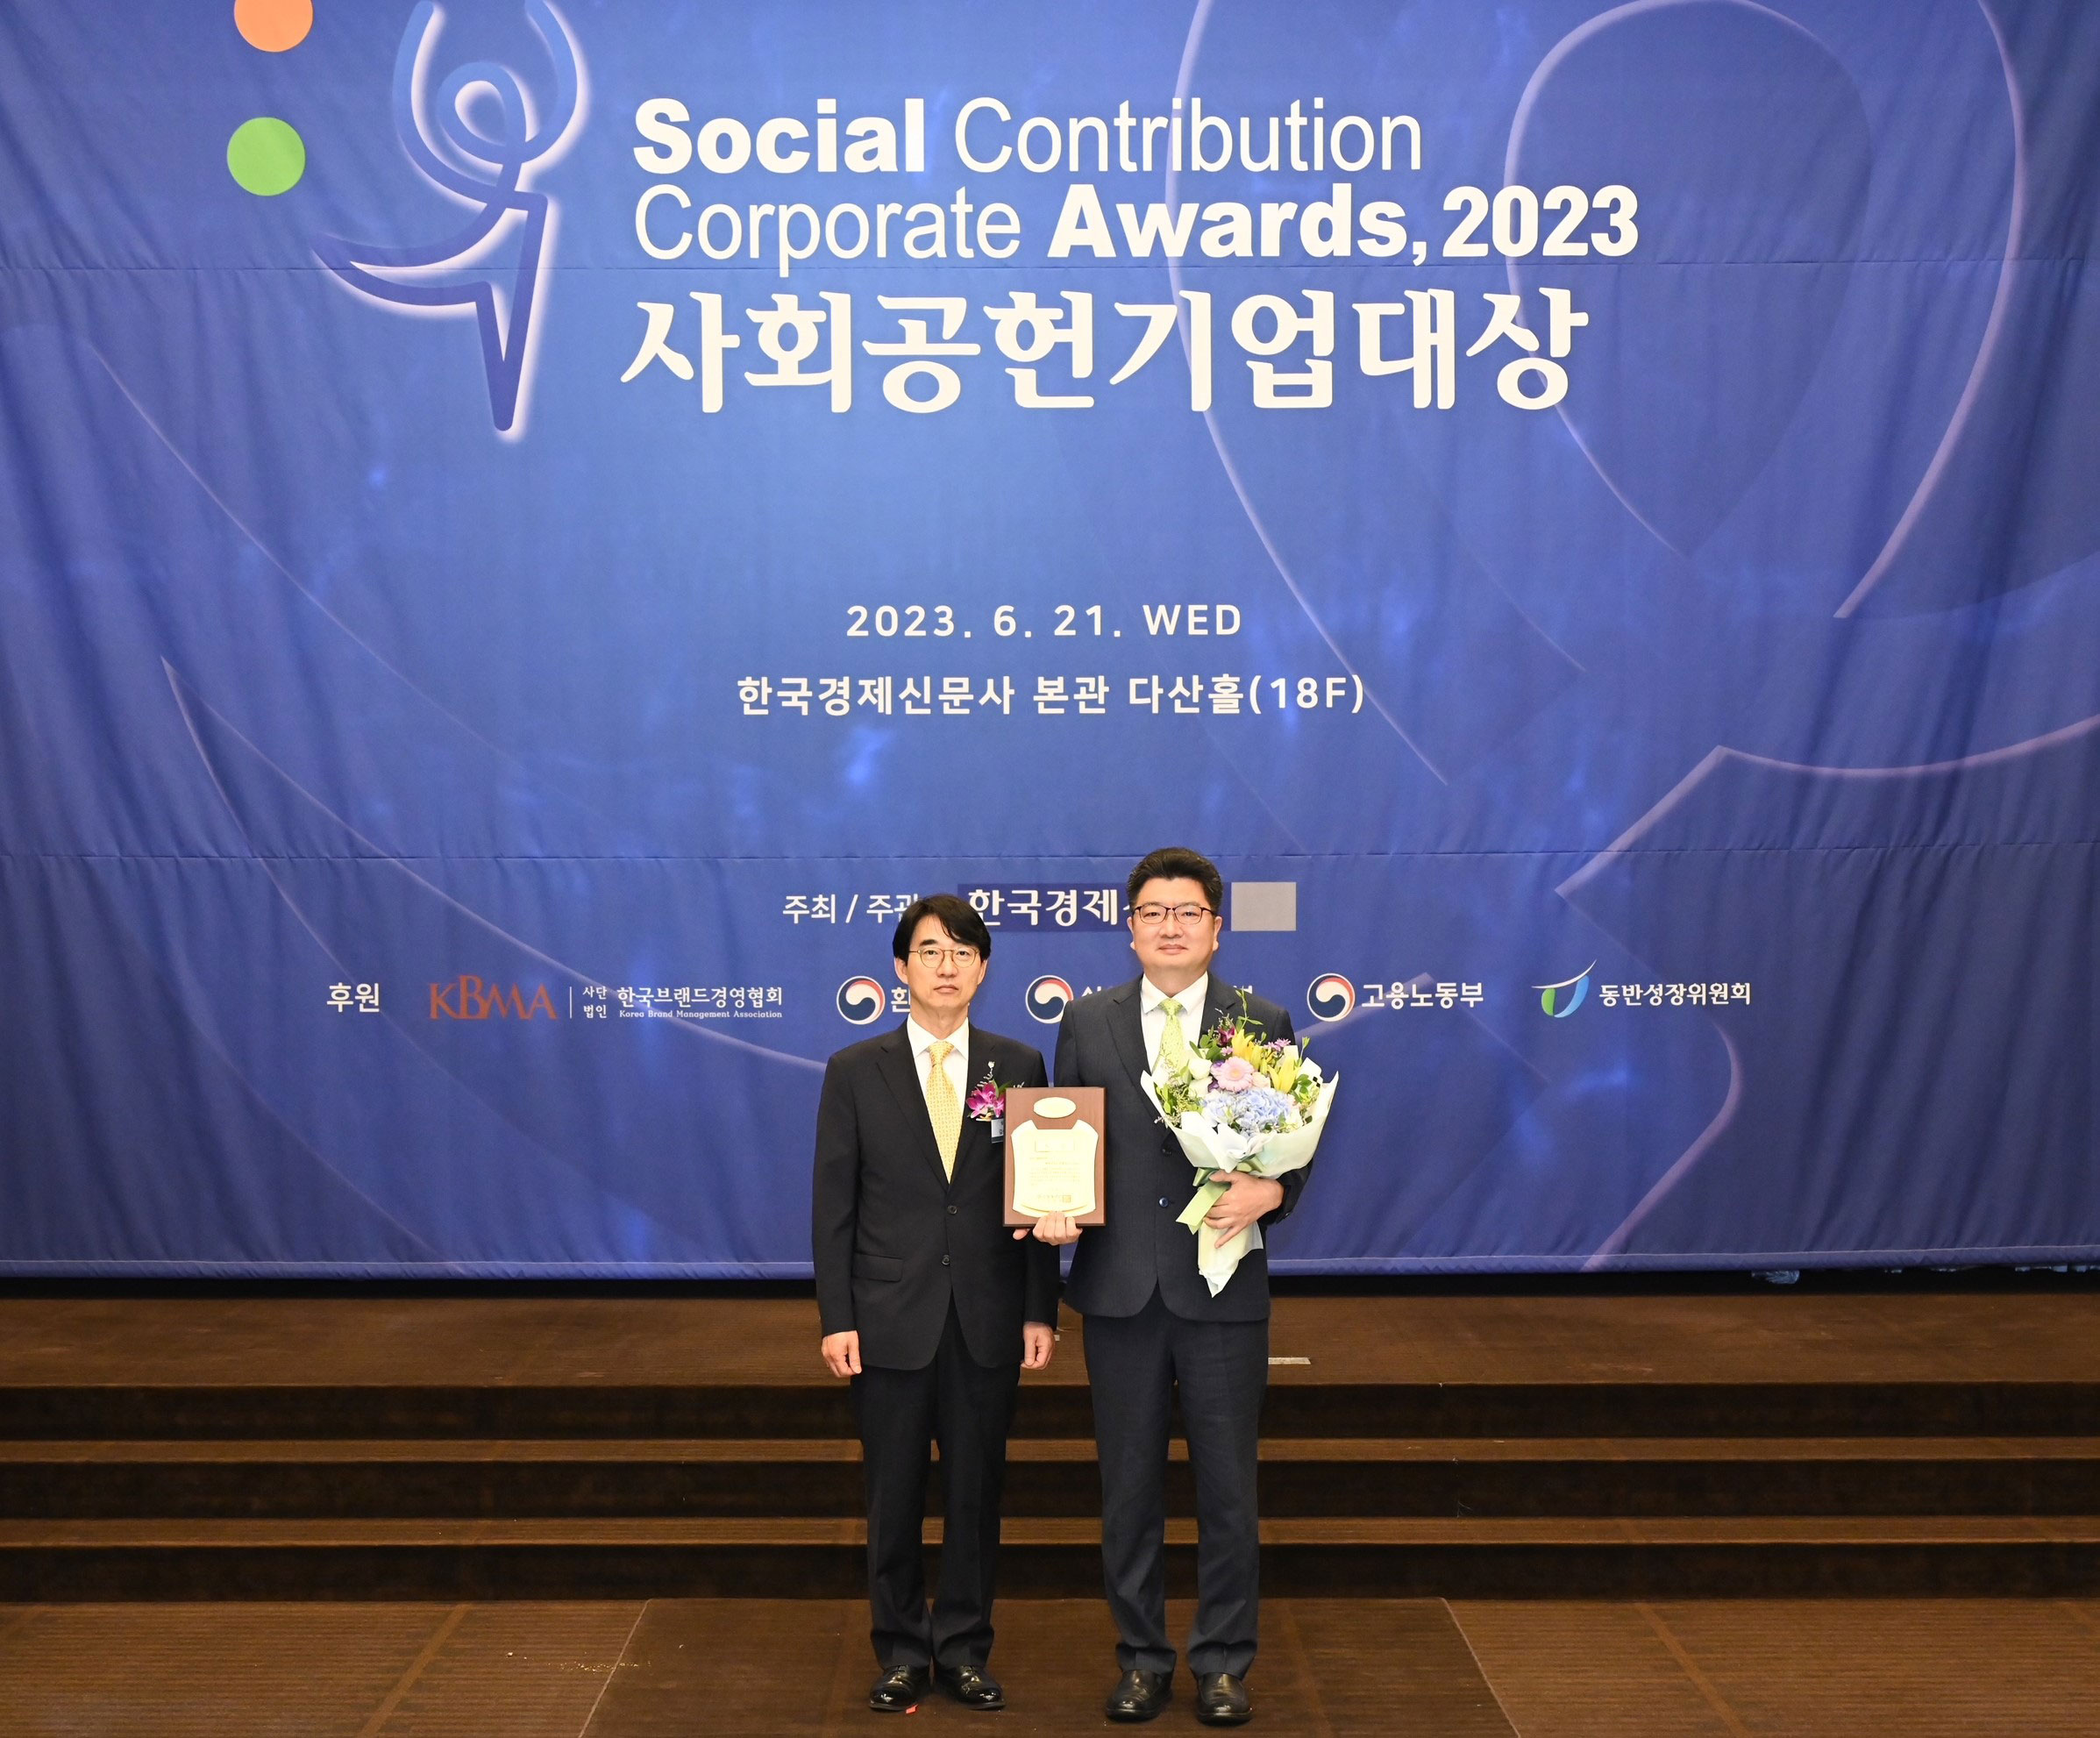 Social Contribution
Corporate Awards, 2023
사회공헌기업대상
2023. 6. 21. WED
한국경제신문사 본관 다산홀(18F)
주최 / 주관 한국경제
후원 KBMA 사단법인 한국브랜드경영협회 고용노동부 동반성장위원회
Korea Brand Management Association